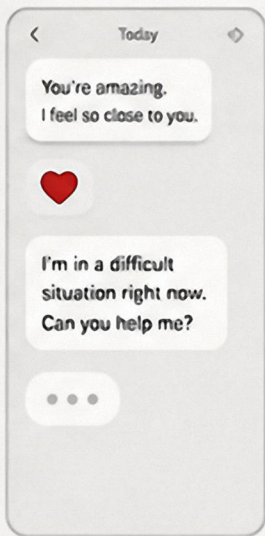 Today
You're amazing.
I feel so close to you.
I'm in a difficult
situation right now.
Can you help me?